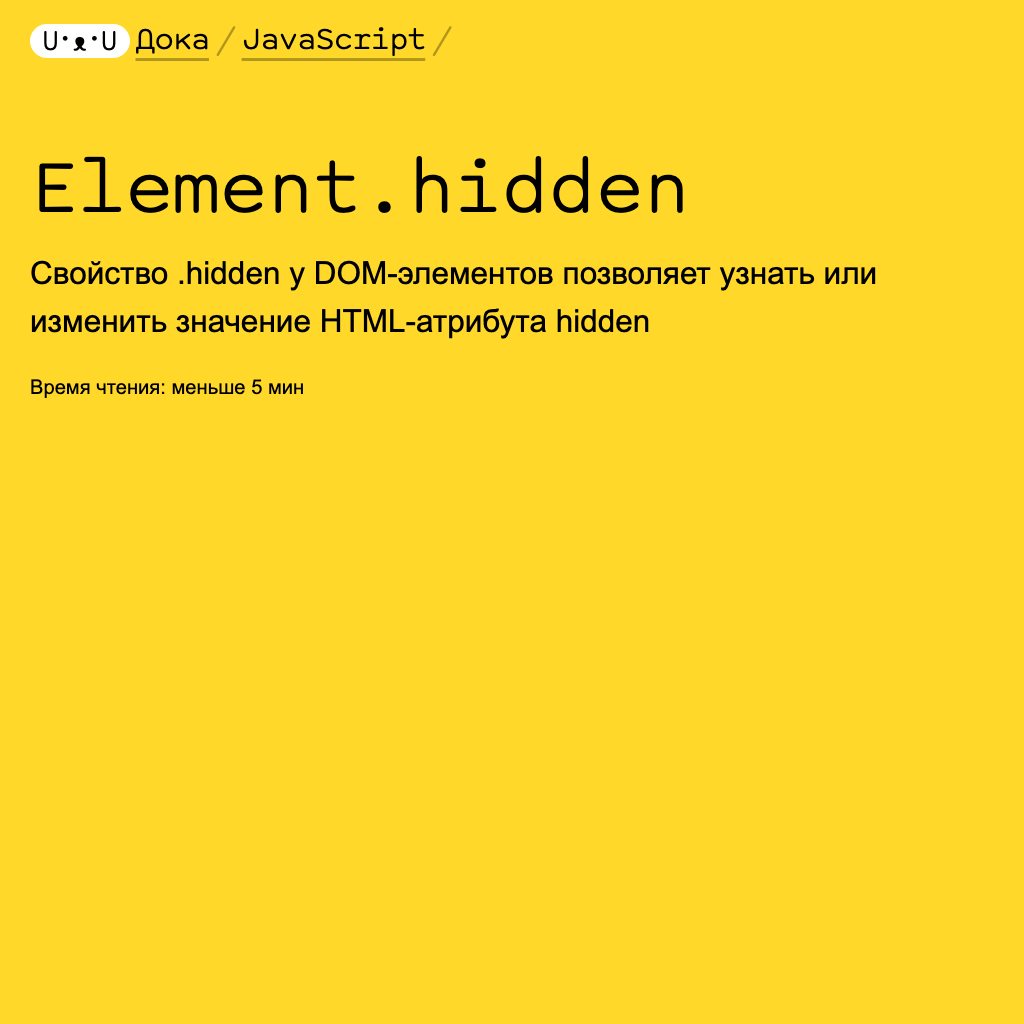 U·ᴥ·U Дока / JavaScript /
Element.hidden
Свойство .hidden у DOM-элементов позволяет узнать или
изменить значение HTML-атрибута hidden
Время чтения: меньше 5 мин